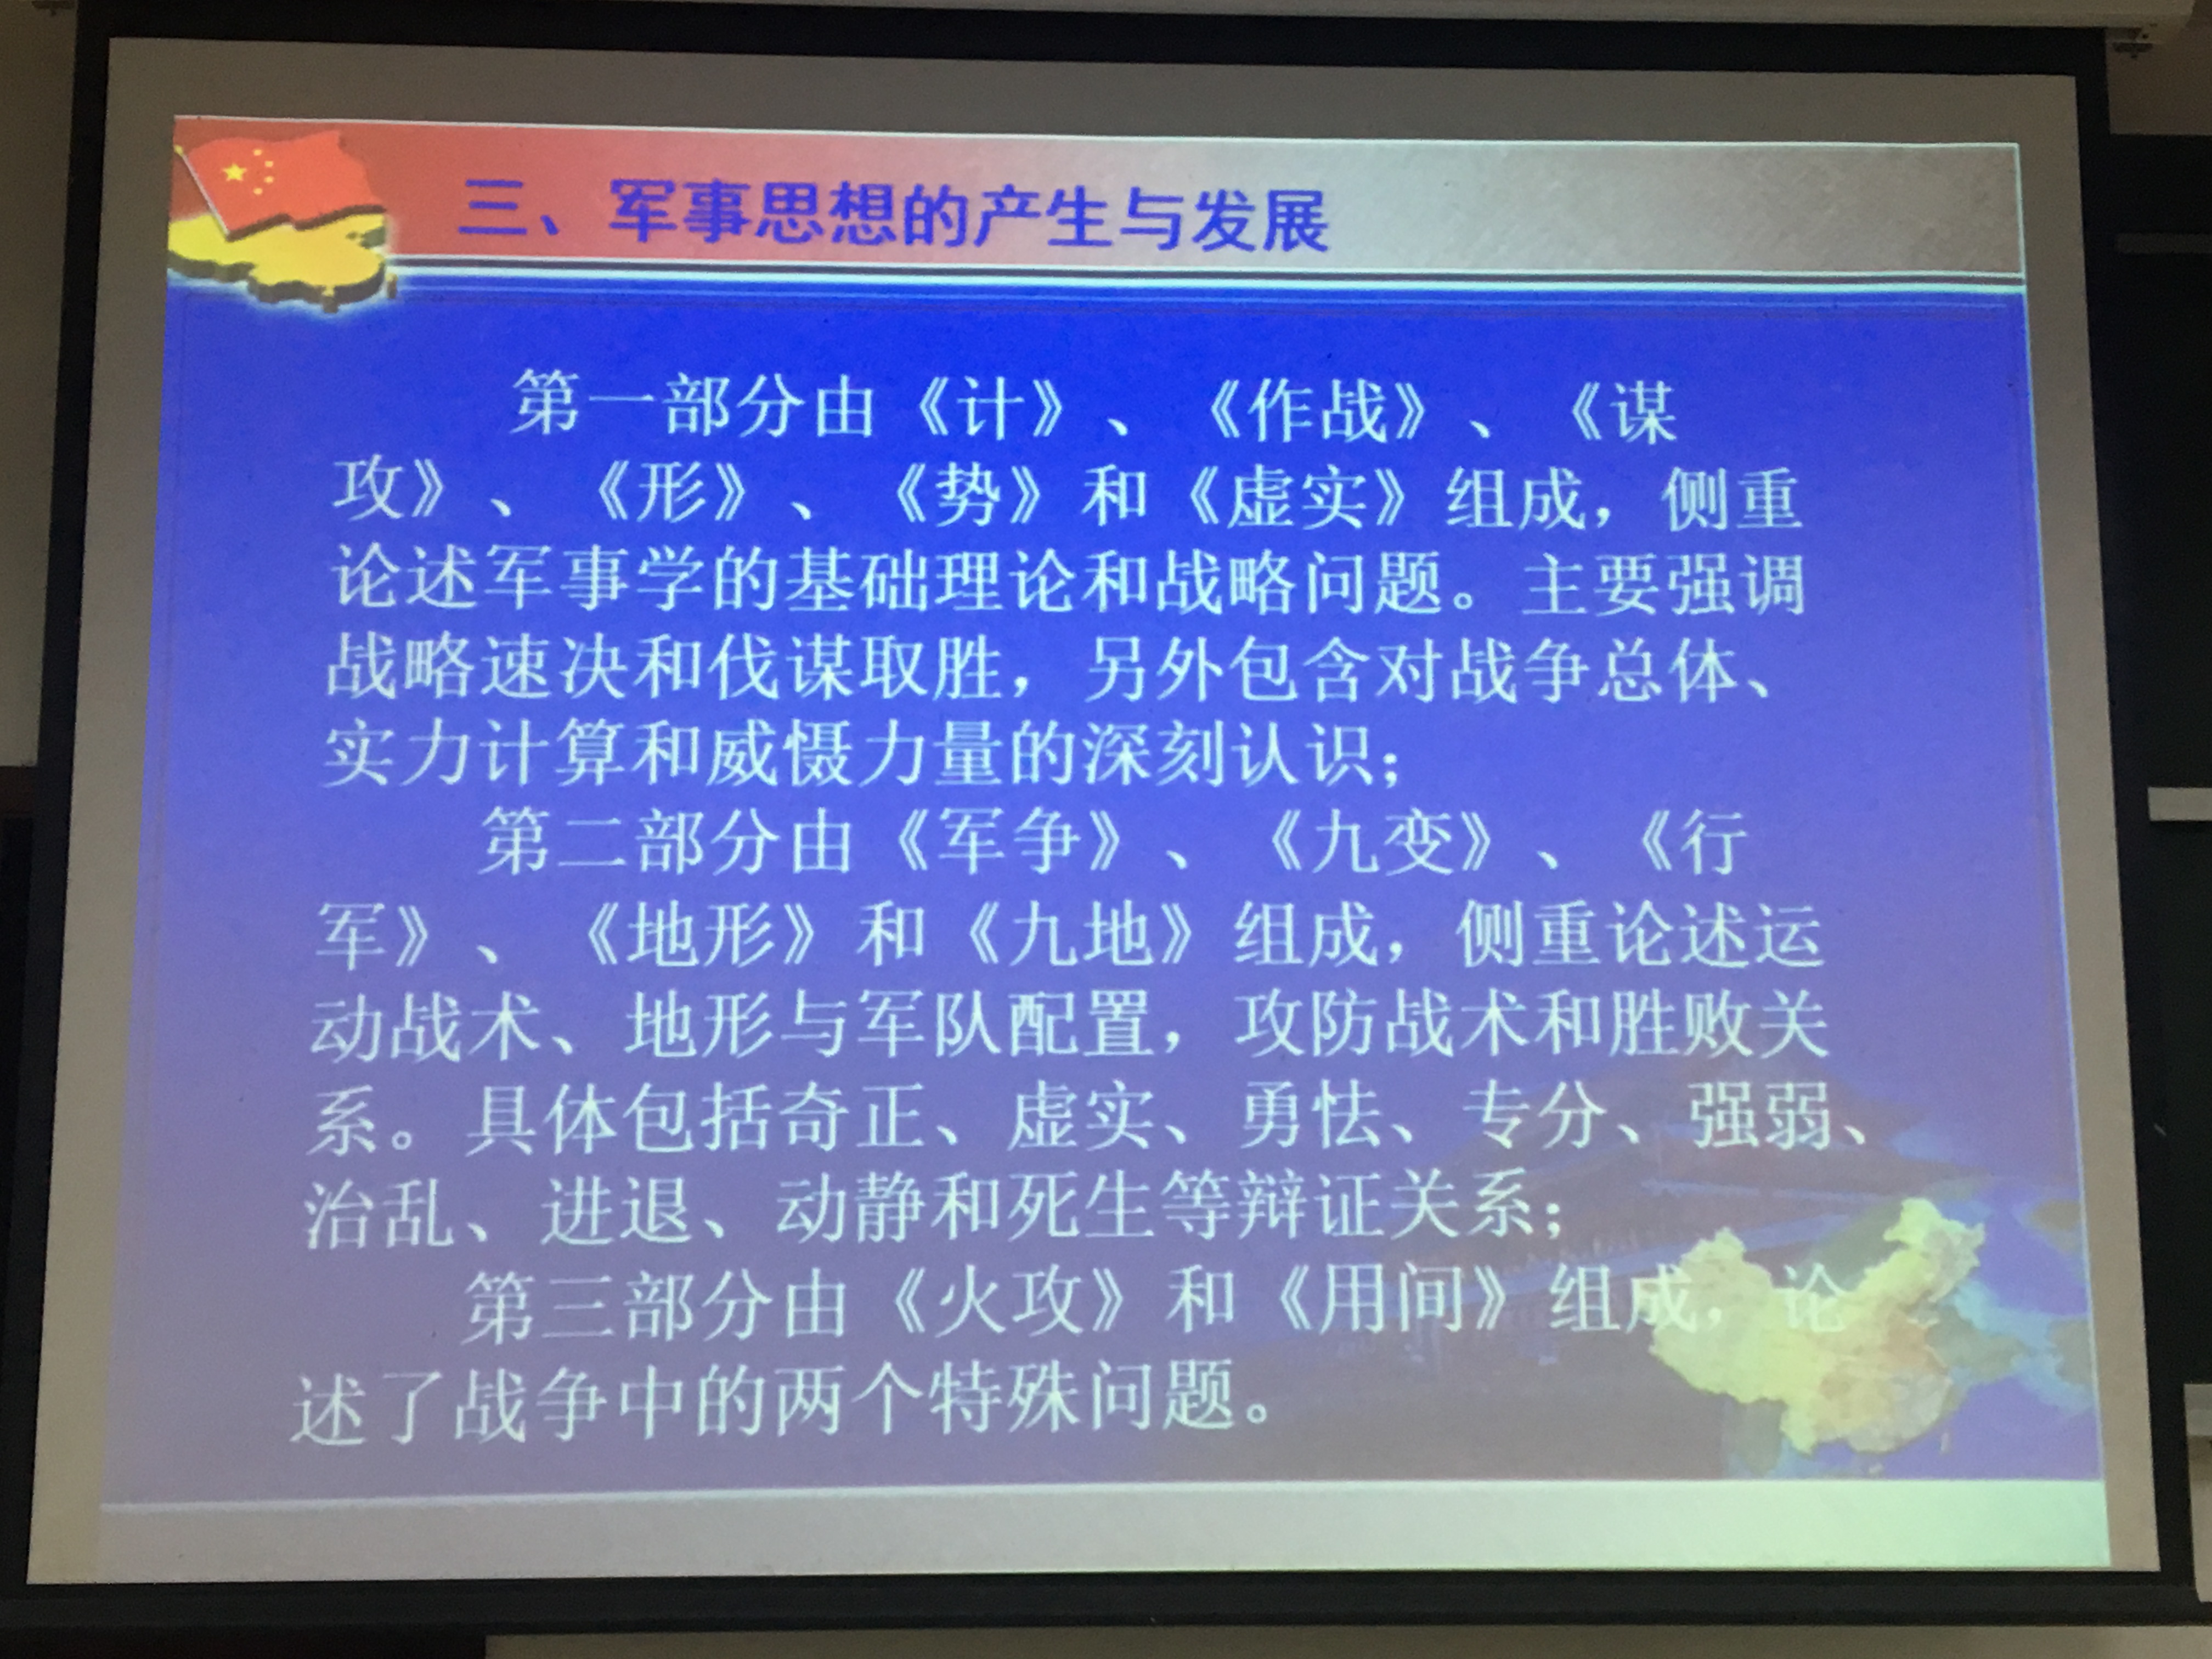 三、军事思想的产生与发展
第一部分由《计》、《作战》、《谋
攻》、《形》、《势》和《虚实》组成，侧重
论述军事学的基础理论和战略问题。主要强调
战略速决和伐谋取胜，另外包含对战争总体、
实力计算和威慑力量的深刻认识；
第二部分由《军争》、《九变》、《行
军》、《地形》和《九地》组成，侧重论述运
动战术、地形与军队配置，攻防战术和胜败关
系。具体包括奇正、虚实、勇怯、专分、强弱、
治乱、进退、动静和死生等辩证关系；
第三部分由《火攻》和《用间》组成，论
述了战争中的两个特殊问题。